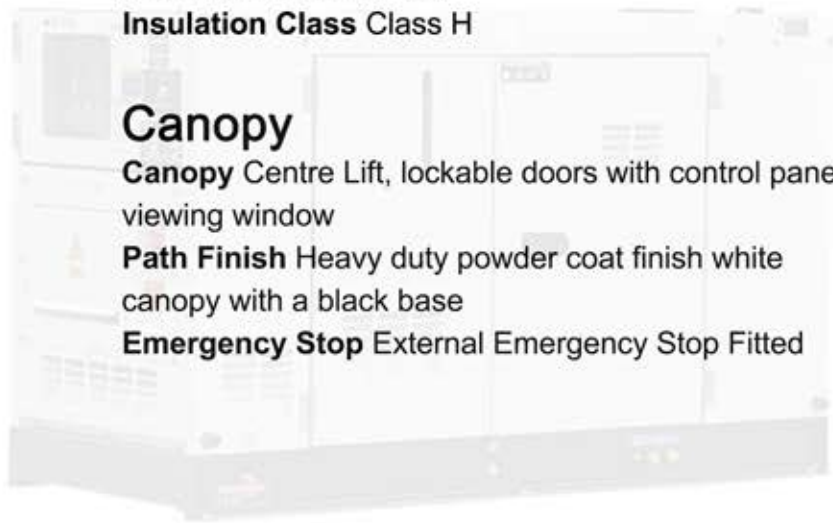 Insulation Class Class H
Canopy
Canopy Centre Lift, lockable doors with control pane
viewing window
Path Finish Heavy duty powder coat finish white
canopy with a black base
Emergency Stop External Emergency Stop Fitted